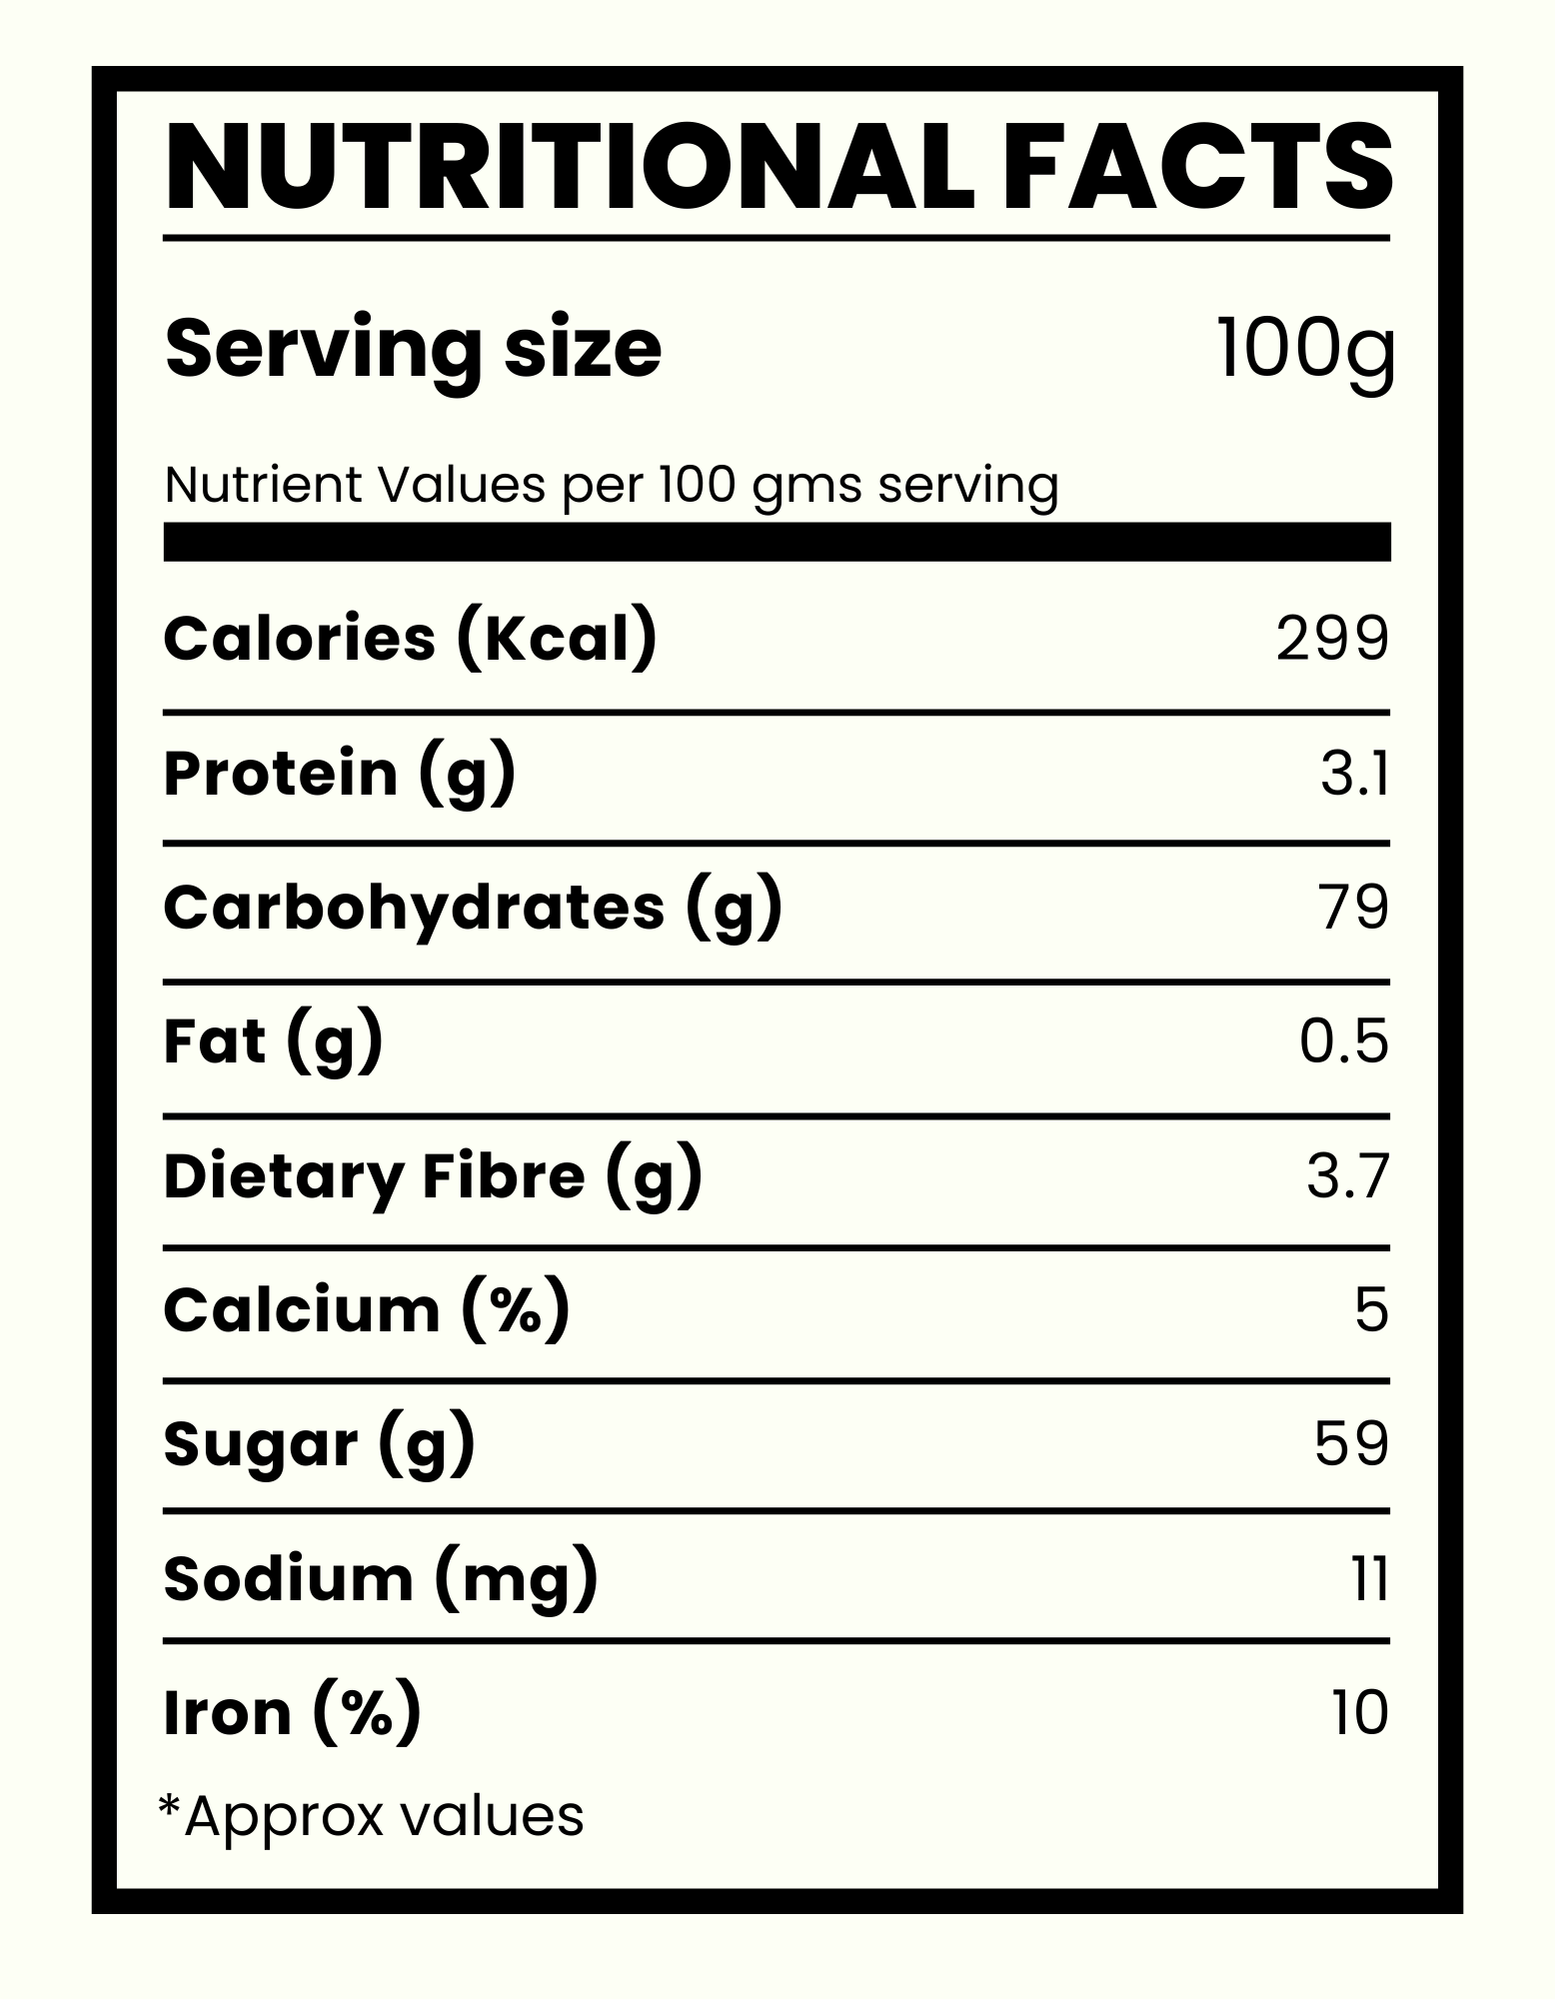 NUTRITIONAL FACTS
Serving size 100g
Nutrient Values per 100 gms serving
Calories (Kcal) 299
Protein (g) 3.1
Carbohydrates (g) 79
Fat (g) 0.5
Dietary Fibre (g) 3.7
Calcium (%) 5
Sugar (g) 59
Sodium (mg) 11
Iron (%) 10
*Approx values